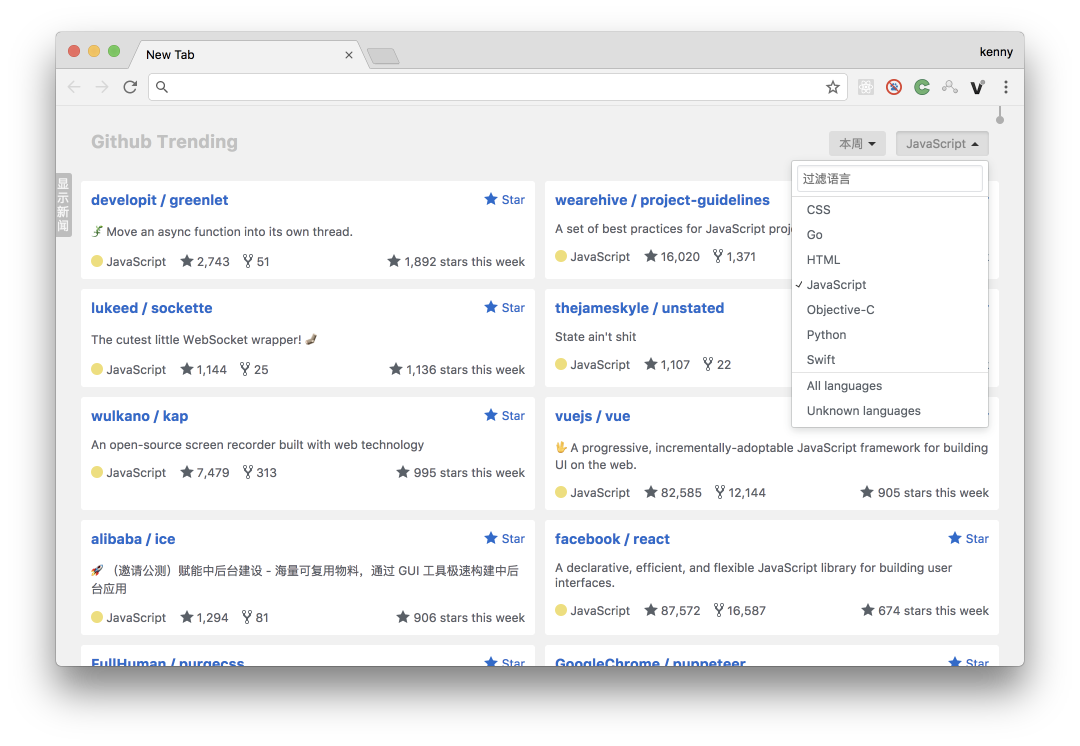 New Tab
kenny
Github Trending
本周
JavaScript
显示新闻
过滤语言
CSS
Go
HTML
JavaScript
Objective-C
Python
Swift
All languages
Unknown languages
developit / greenlet
Star
Move an async function into its own thread.
JavaScript 2,743 51 1,892 stars this week
wearehive / project-guidelines
A set of best practices for JavaScript proj
JavaScript 16,020 1,371
lukeed / sockette
Star
The cutest little WebSocket wrapper!
JavaScript 1,144 25 1,136 stars this week
thejameskyle / unstated
State ain't shit
JavaScript 1,107 22
wulkano / kap
Star
An open-source screen recorder built with web technology
JavaScript 7,479 313 995 stars this week
vuejs / vue
🖖 A progressive, incrementally-adoptable JavaScript framework for building
UI on the web.
JavaScript 82,585 12,144 905 stars this week
alibaba / ice
Star
🚀 （邀请公测）赋能中后台建设 - 海量可复用物料，通过 GUI 工具极速构建中后
台应用
JavaScript 1,294 81 906 stars this week
facebook / react
Star
A declarative, efficient, and flexible JavaScript library for building user
interfaces.
JavaScript 87,572 16,587 674 stars this week
FullHuman / purgecss
Star
GoogleChrome / puppeteer
Star